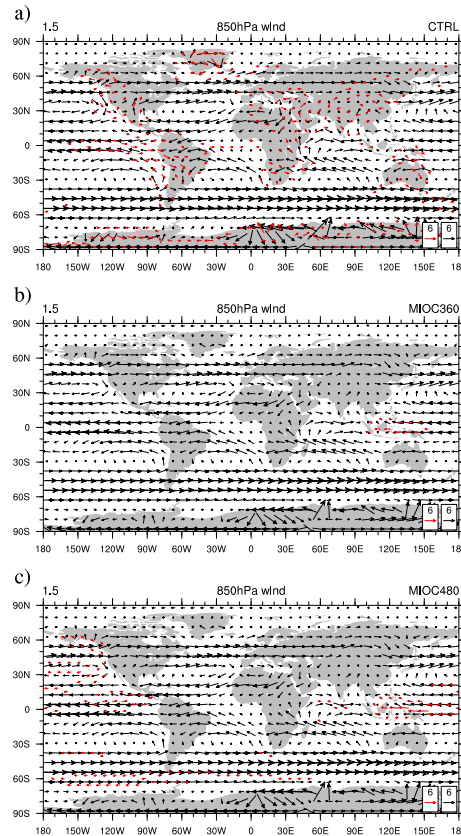 a)
1.5 850hPa wind CTRL
90N
60N
30N
0
30S
60S
90S
6 6
180 150W 120W 90W 60W 30W 0 30E 60E 90E 120E 150E 18
b)
1.5 850hPa wind MIOC360
90N
60N
30N
0
30S
60S
90S
6 6
180 150W 120W 90W 60W 30W 0 30E 60E 90E 120E 150E 18
c)
1.5 850hPa wind MIOC480
90N
60N
30N
0
30S
60S
90S
6 6
180 150W 120W 90W 60W 30W 0 30E 60E 90E 120E 150E 18